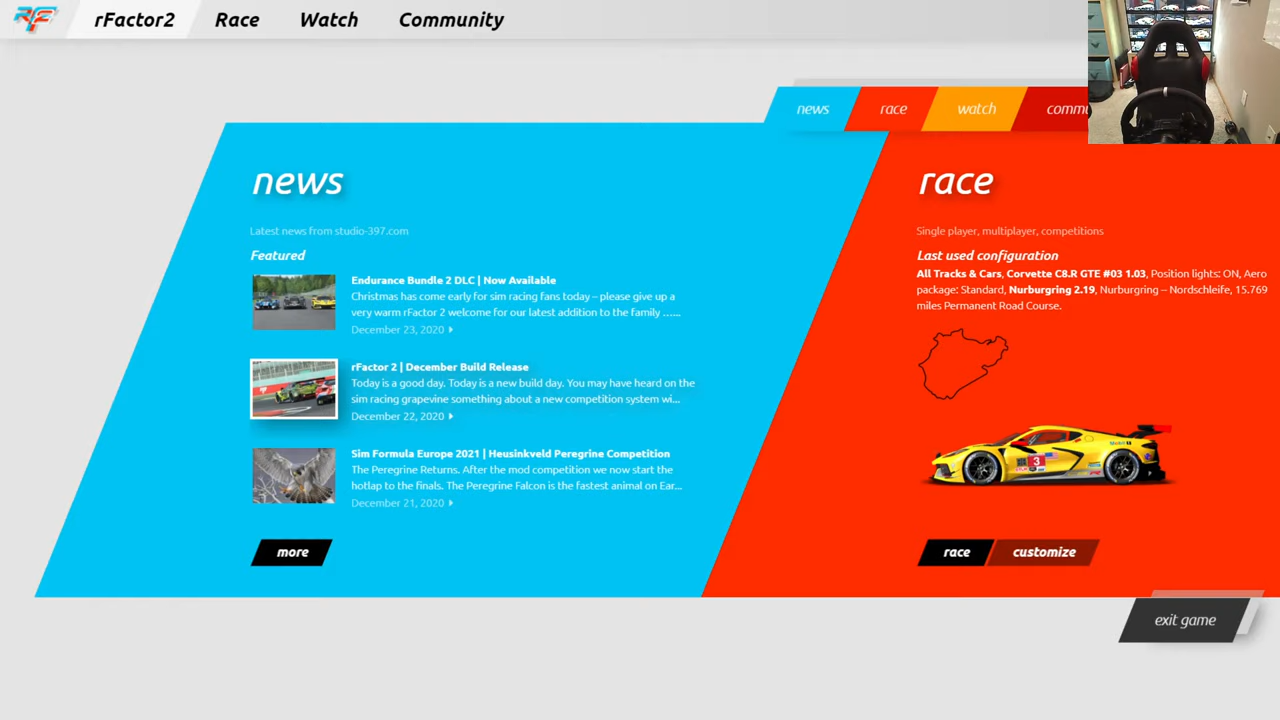 rFactor2 Race Watch Community
news race watch commu
news
Latest news from studio-397.com
Featured
Endurance Bundle 2 DLC | Now Available
Christmas has come early for sim racing fans today – please give up a
very warm rFactor 2 welcome for our latest addition to the family …...
December 23, 2020
rFactor 2 | December Build Release
Today is a good day. Today is a new build day. You may have heard on the
sim racing grapevine something about a new competition system wi...
December 22, 2020
Sim Formula Europe 2021 | Heusinkveld Peregrine Competition
The Peregrine Returns. After the mod competition we now start the
hotlap to the finals. The Peregrine Falcon is the fastest animal on Ear...
December 21, 2020
more
race
Single player, multiplayer, competitions
Last used configuration
All Tracks & Cars, Corvette C8.R GTE #03 1.03, Position lights: ON, Aero
package: Standard, Nurburgring 2.19, Nurburgring – Nordschleife, 15.769
miles Permanent Road Course.
3
race customize
exit game